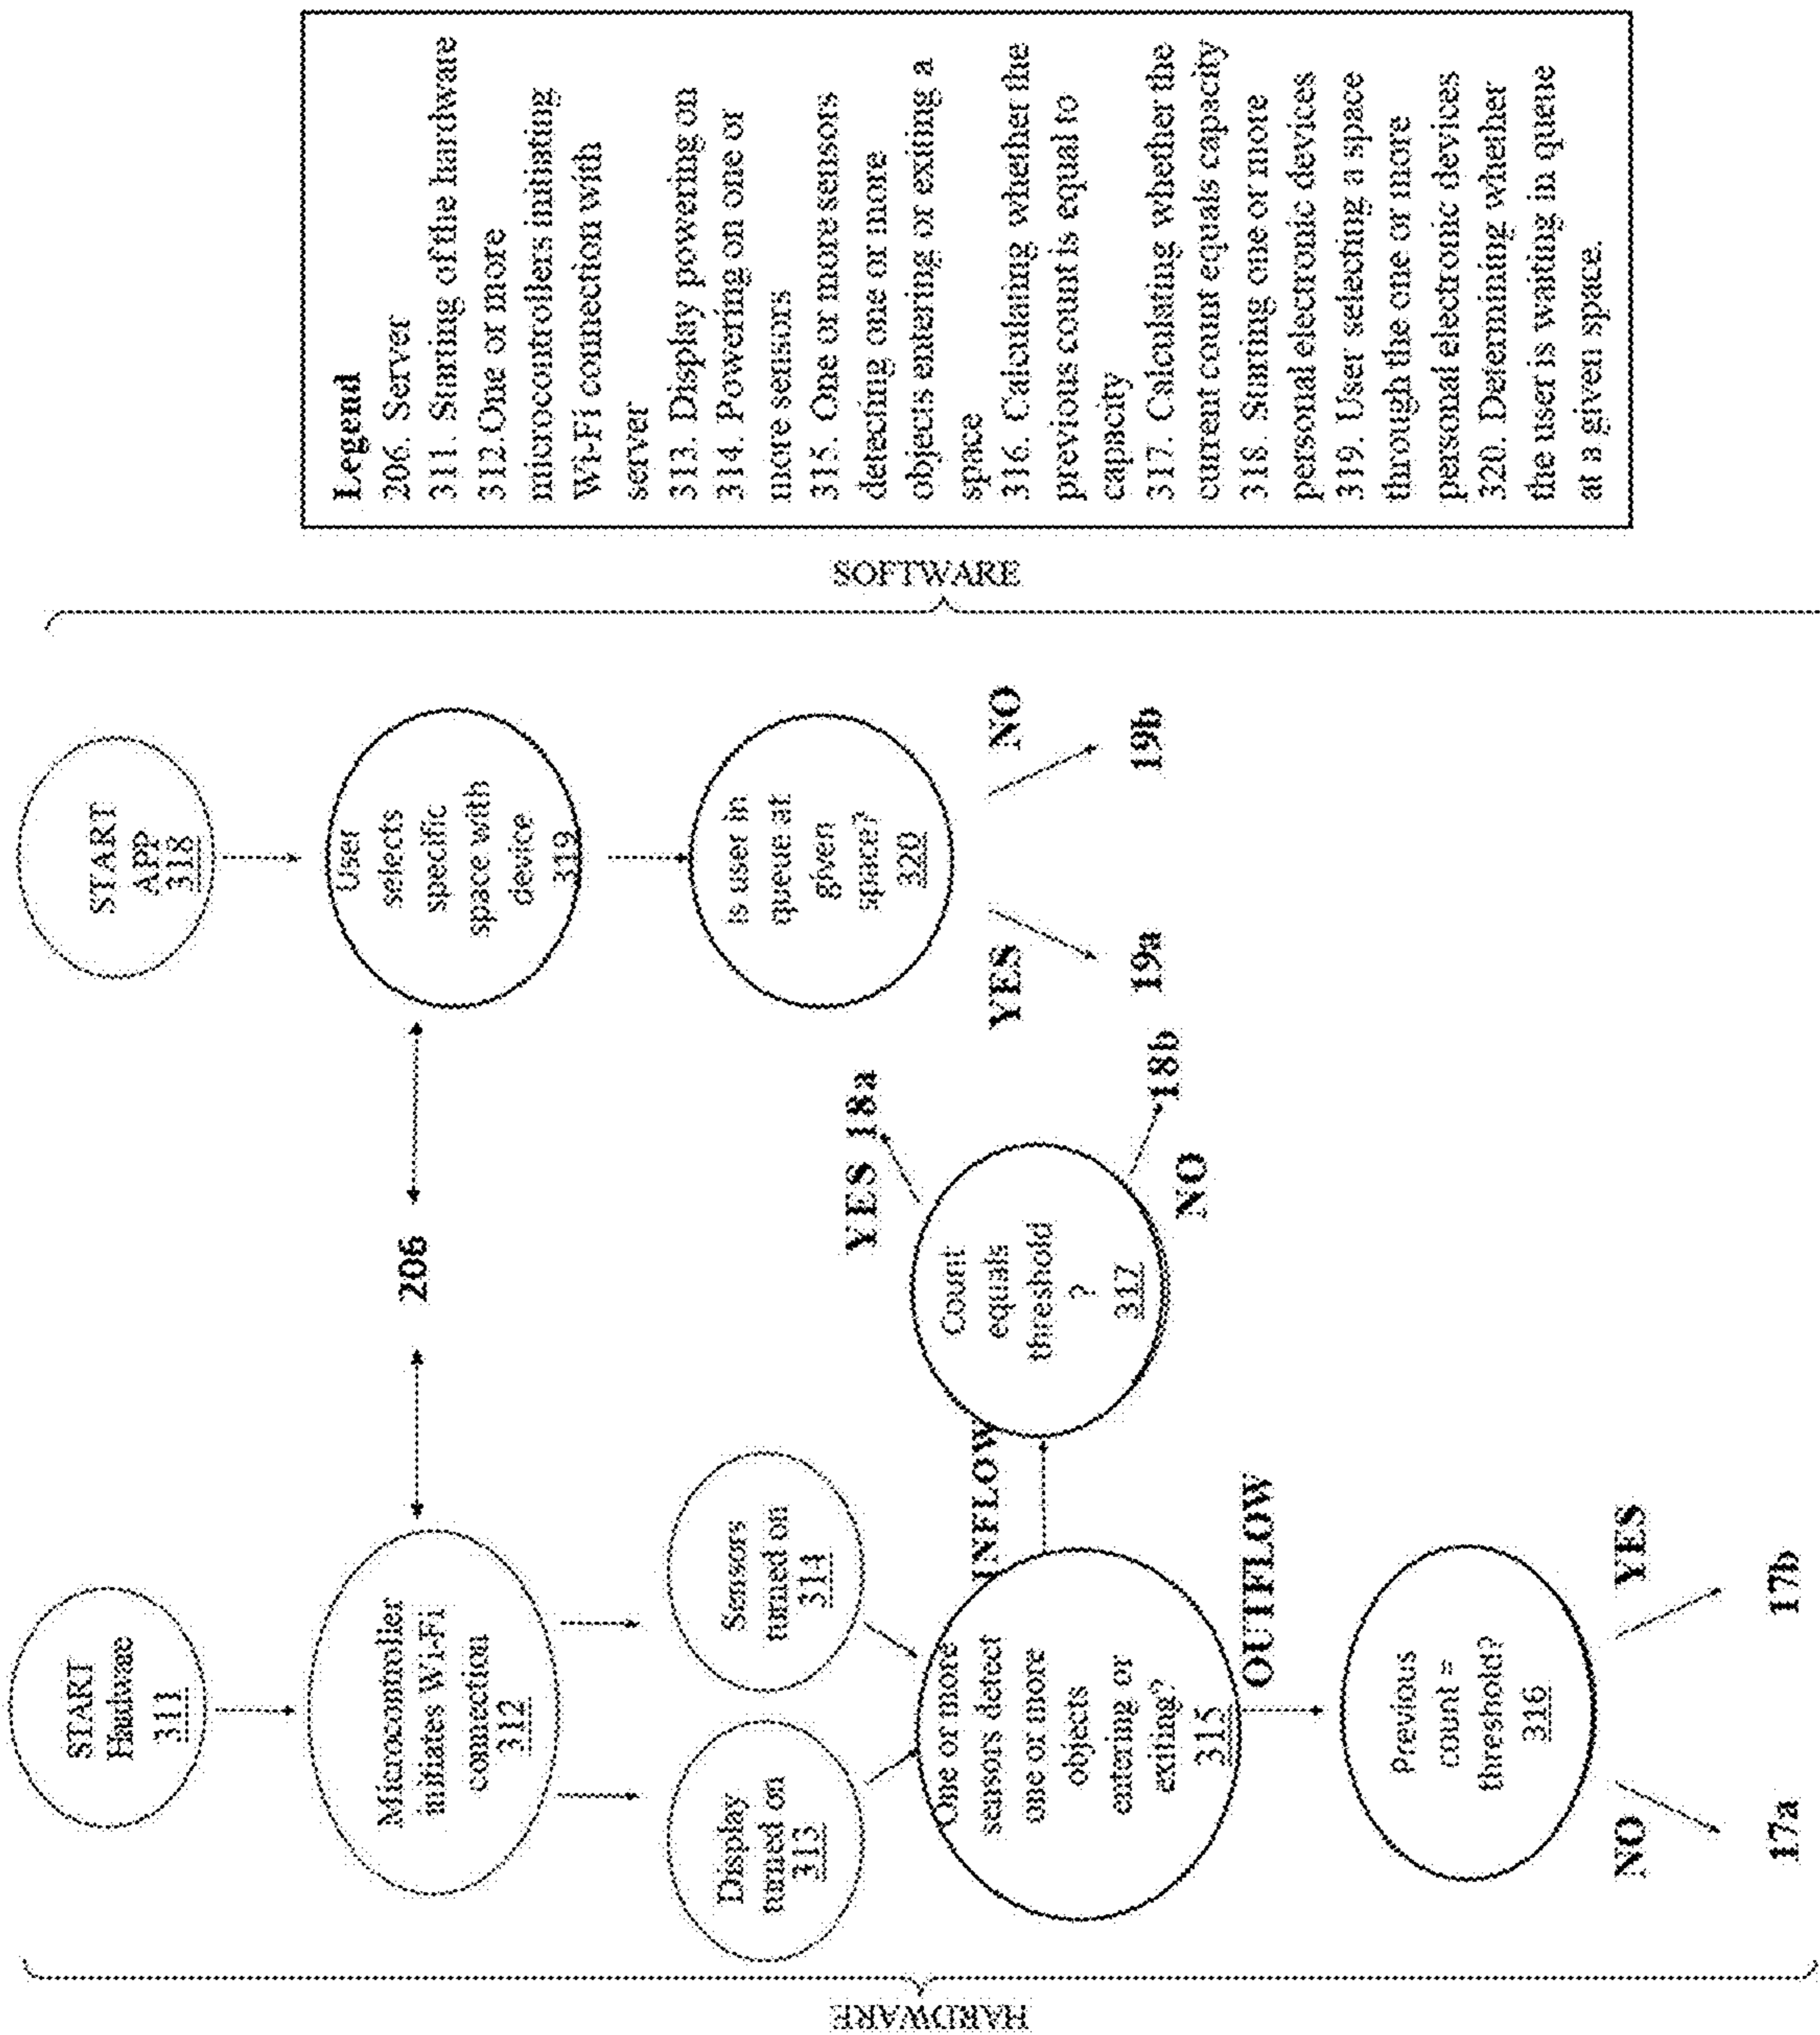 HARDWARE
START
Hardware
311
Microcontroller
initiates Wi-Fi
connection
312
Display
turned on
313
Sensors
turned on
314
One or more
sensors detect
one or more
objects
entering or
exiting?
315
INFLOW
OUTFLOW
Previous
count =
threshold?
316
NO
YES
17a
17b
Count
equals
threshold
?
317
YES 18a
NO
18b
206
START
APP
318
User
selects
specific
space with
device
319
is user in
queue at
given
space?
320
YES
NO
19a
19b
SOFTWARE
Legend
206. Server
311. Starting of the hardware
312.One or more
microcontrollers initiating
Wi-Fi connection with
server
313. Display powering on
314. Powering on one or
more sensors
315. One or more sensors
detecting one or more
objects entering or exiting a
space
316. Calculating whether the
previous count is equal to
capacity
317. Calculating whether the
current count equals capacity
318. Starting one or more
personal electronic devices
319. User selecting a space
through the one or more
personal electronic devices
320. Determining whether
the user is waiting in queue
at a given space.